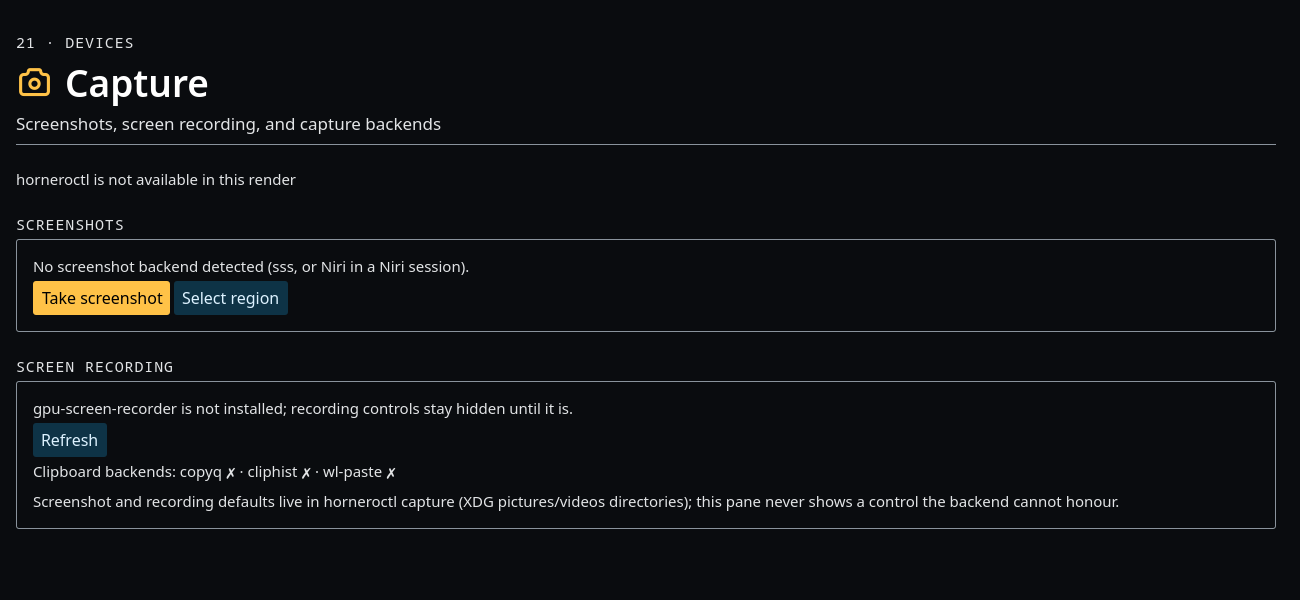 21 · DEVICES
Capture
Screenshots, screen recording, and capture backends
horneroctl is not available in this render
SCREENSHOTS
No screenshot backend detected (sss, or Niri in a Niri session).
Take screenshot Select region
SCREEN RECORDING
gpu-screen-recorder is not installed; recording controls stay hidden until it is.
Refresh
Clipboard backends: copyq ✗ · cliphist ✗ · wl-paste ✗
Screenshot and recording defaults live in horneroctl capture (XDG pictures/videos directories); this pane never shows a control the backend cannot honour.